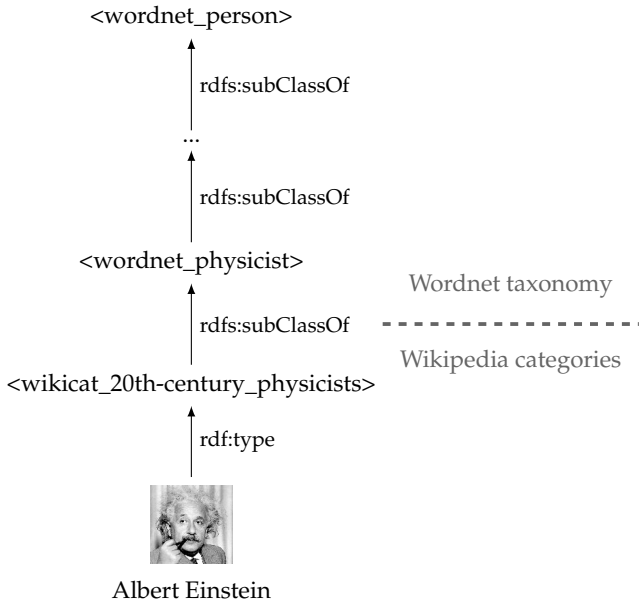 <wordnet_person>
rdfs:subClassOf
...
rdfs:subClassOf
<wordnet_physicist>
Wordnet taxonomy
rdfs:subClassOf
Wikipedia categories
<wikicat_20th-century_physicists>
rdf:type
Albert Einstein